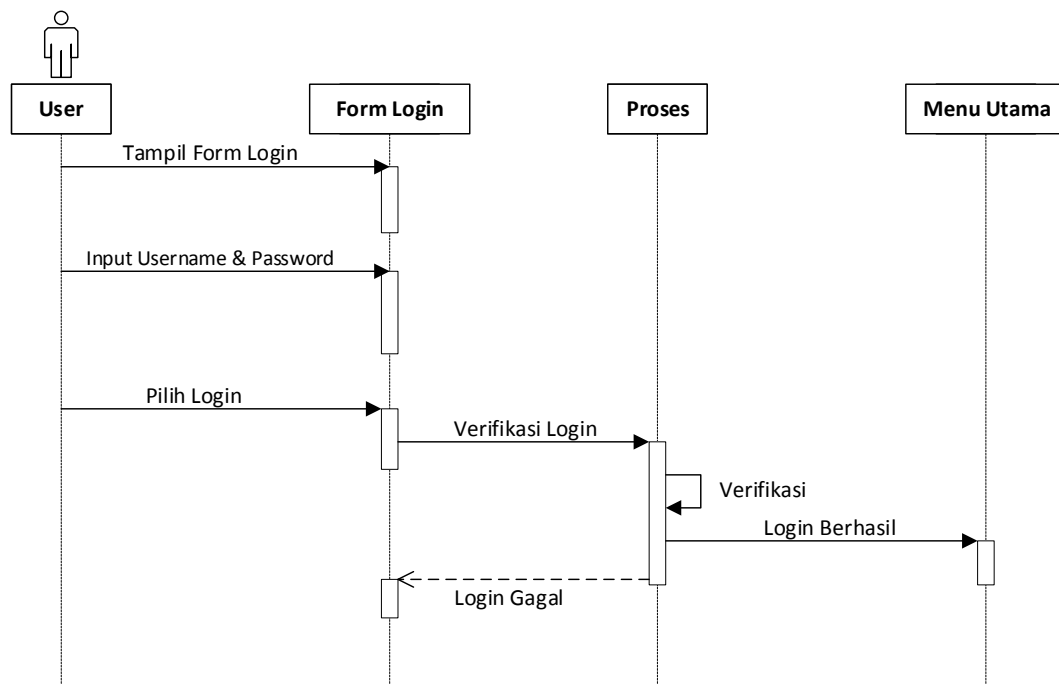 User
Form Login
Proses
Menu Utama
Tampil Form Login
Input Username & Password
Pilih Login
Verifikasi Login
Verifikasi
Login Berhasil
Login Gagal